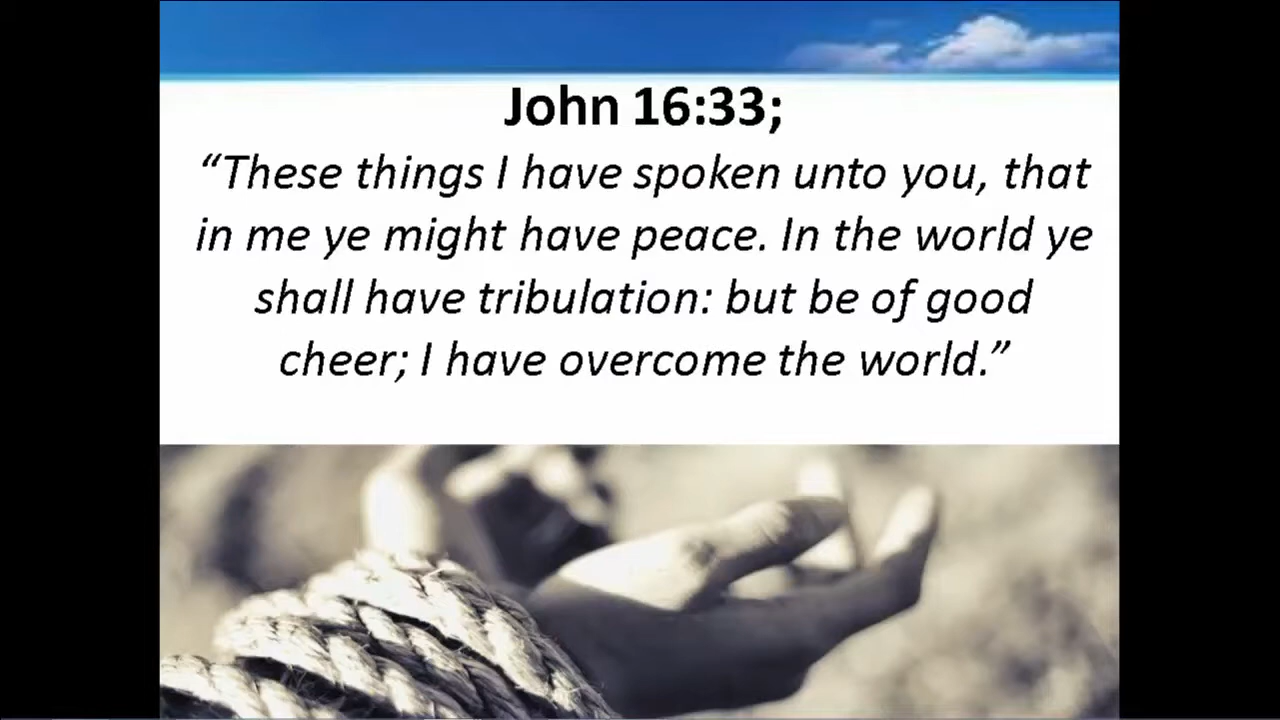 John 16:33;
“These things I have spoken unto you, that
in me ye might have peace. In the world ye
shall have tribulation: but be of good
cheer; I have overcome the world.”